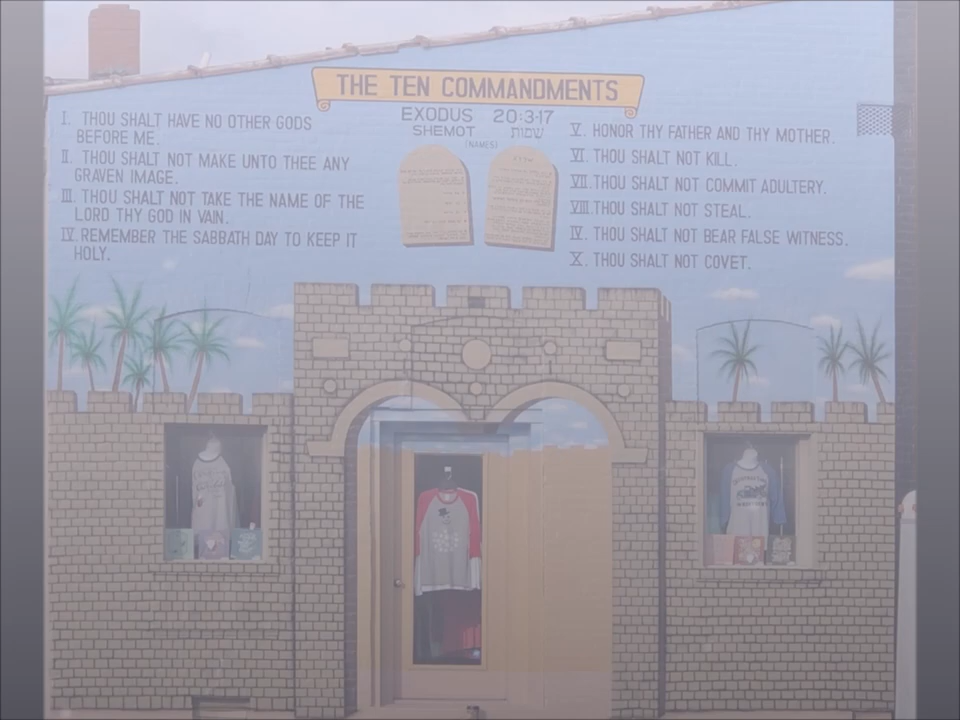 THE TEN COMMANDMENTS
EXODUS 20:3-17
SHEMOT שמות
(NAMES)
I. THOU SHALT HAVE NO OTHER GODS
BEFORE ME.
II. THOU SHALT NOT MAKE UNTO THEE ANY
GRAVEN IMAGE.
III. THOU SHALT NOT TAKE THE NAME OF THE
LORD THY GOD IN VAIN.
IV. REMEMBER THE SABBATH DAY TO KEEP IT
HOLY.
V. HONOR THY FATHER AND THY MOTHER.
VI. THOU SHALT NOT KILL.
VII. THOU SHALT NOT COMMIT ADULTERY.
VIII. THOU SHALT NOT STEAL.
IV. THOU SHALT NOT BEAR FALSE WITNESS.
X. THOU SHALT NOT COVET.